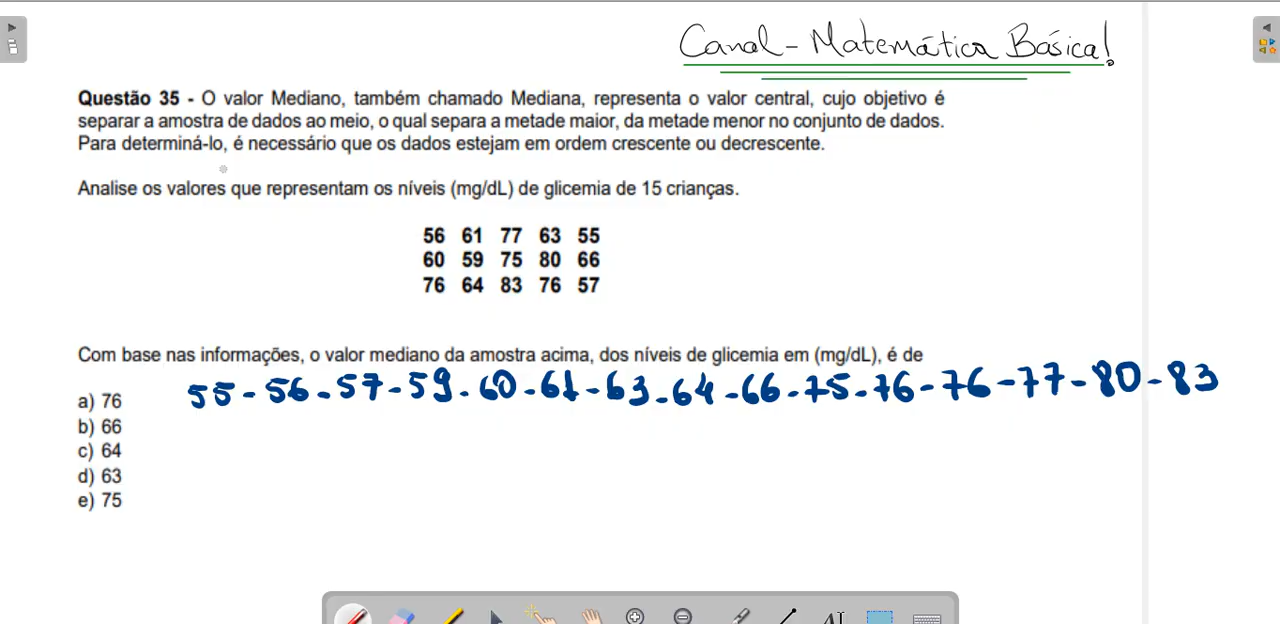 Canal - Matemática Básica!
Questão 35 - O valor Mediano, também chamado Mediana, representa o valor central, cujo objetivo é
separar a amostra de dados ao meio, o qual separa a metade maior, da metade menor no conjunto de dados.
Para determiná-lo, é necessário que os dados estejam em ordem crescente ou decrescente.
Analise os valores que representam os níveis (mg/dL) de glicemia de 15 crianças.
56 61 77 63 55
60 59 75 80 66
76 64 83 76 57
Com base nas informações, o valor mediano da amostra acima, dos níveis de glicemia em (mg/dL), é de
55 - 56 - 57 - 59 - 60 - 61 - 63 - 64 - 66 - 75 - 76 - 76 - 77 - 80 - 83
a) 76
b) 66
c) 64
d) 63
e) 75